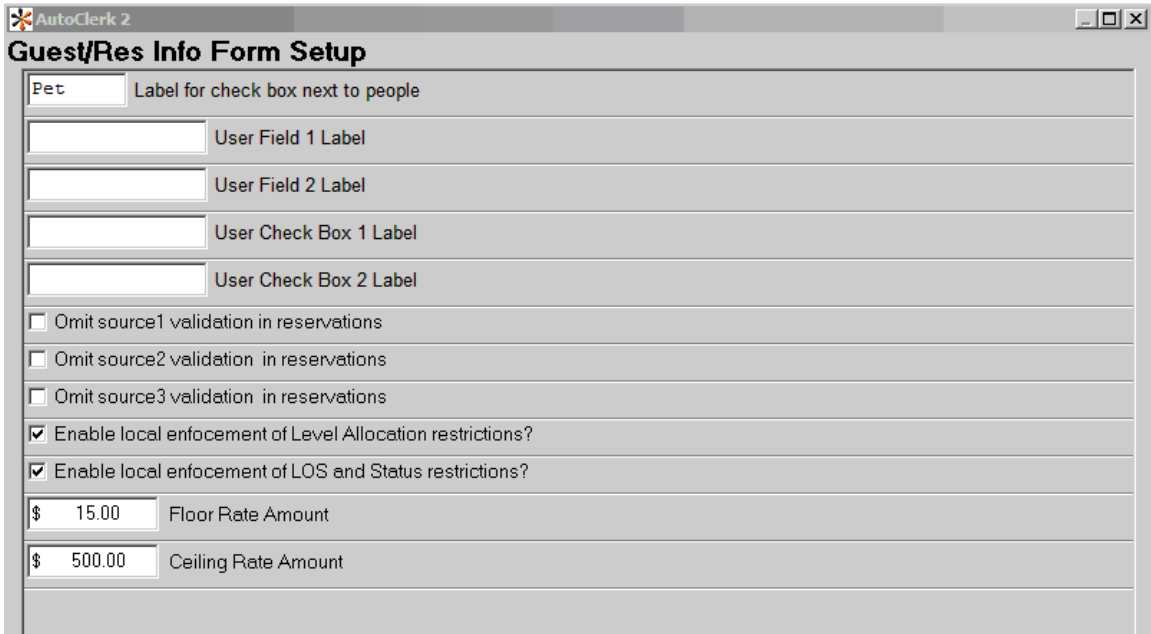 AutoClerk 2
Guest/Res Info Form Setup
Pet Label for check box next to people
User Field 1 Label
User Field 2 Label
User Check Box 1 Label
User Check Box 2 Label
Omit source1 validation in reservations
Omit source2 validation in reservations
Omit source3 validation in reservations
Enable local enfocement of Level Allocation restrictions?
Enable local enfocement of LOS and Status restrictions?
$ 15.00 Floor Rate Amount
$ 500.00 Ceiling Rate Amount